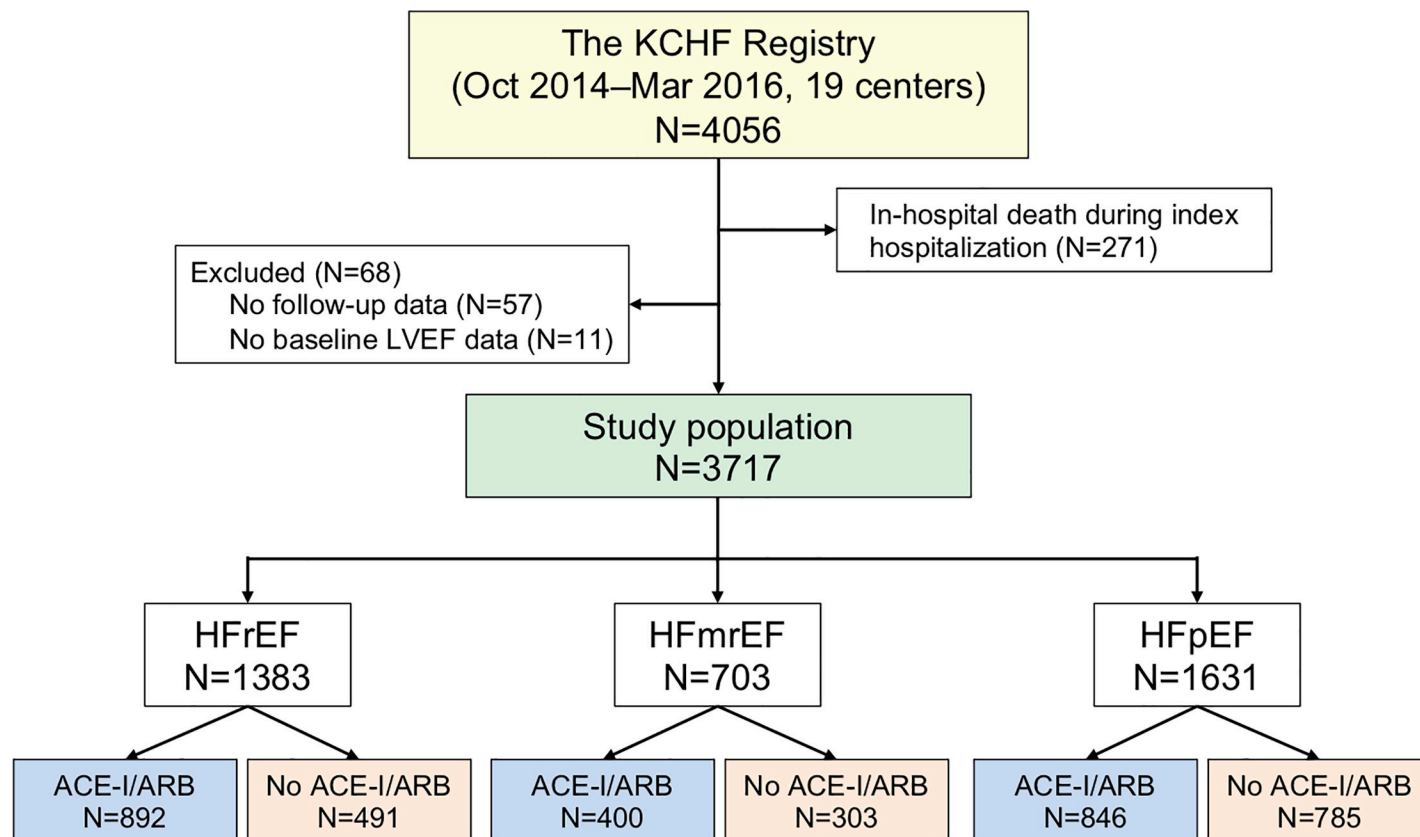 The KCHF Registry
(Oct 2014–Mar 2016, 19 centers)
N=4056
In-hospital death during index
hospitalization (N=271)
Excluded (N=68)
No follow-up data (N=57)
No baseline LVEF data (N=11)
Study population
N=3717
HFrEF
N=1383
HFmrEF
N=703
HFpEF
N=1631
ACE-I/ARB
N=892
No ACE-I/ARB
N=491
ACE-I/ARB
N=400
No ACE-I/ARB
N=303
ACE-I/ARB
N=846
No ACE-I/ARB
N=785